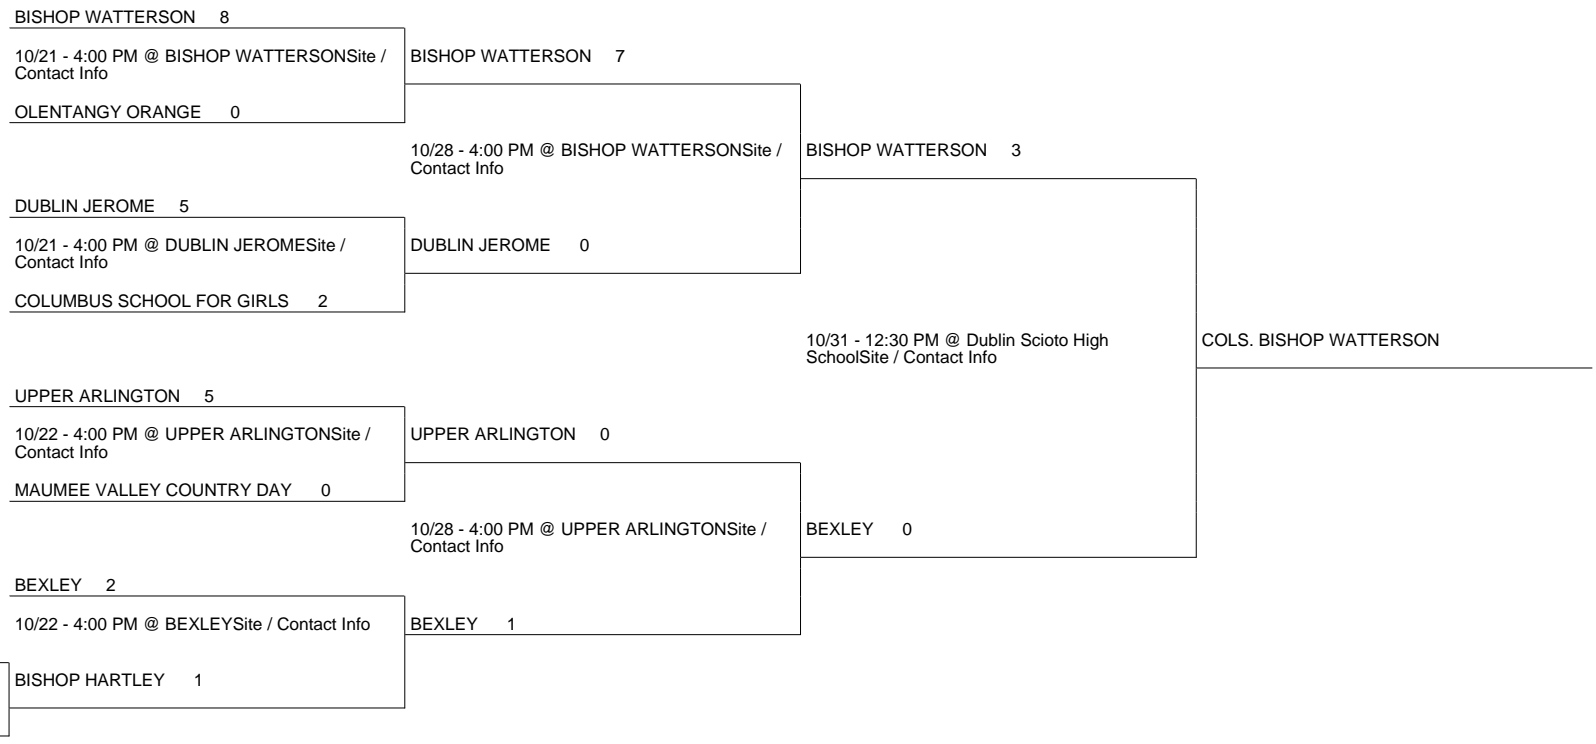 BISHOP WATTERSON 8
10/21 - 4:00 PM @ BISHOP WATTERSONSite /
Contact Info
OLENTANGY ORANGE 0
BISHOP WATTERSON 7
10/28 - 4:00 PM @ BISHOP WATTERSONSite /
Contact Info
DUBLIN JEROME 5
10/21 - 4:00 PM @ DUBLIN JEROMESite /
Contact Info
COLUMBUS SCHOOL FOR GIRLS 2
DUBLIN JEROME 0
BISHOP WATTERSON 3
10/31 - 12:30 PM @ Dublin Scioto High
SchoolSite / Contact Info
COLS. BISHOP WATTERSON
UPPER ARLINGTON 5
10/22 - 4:00 PM @ UPPER ARLINGTONSite /
Contact Info
MAUMEE VALLEY COUNTRY DAY 0
UPPER ARLINGTON 0
10/28 - 4:00 PM @ UPPER ARLINGTONSite /
Contact Info
BEXLEY 0
BEXLEY 2
10/22 - 4:00 PM @ BEXLEYSite / Contact Info
BEXLEY 1
BISHOP HARTLEY 1